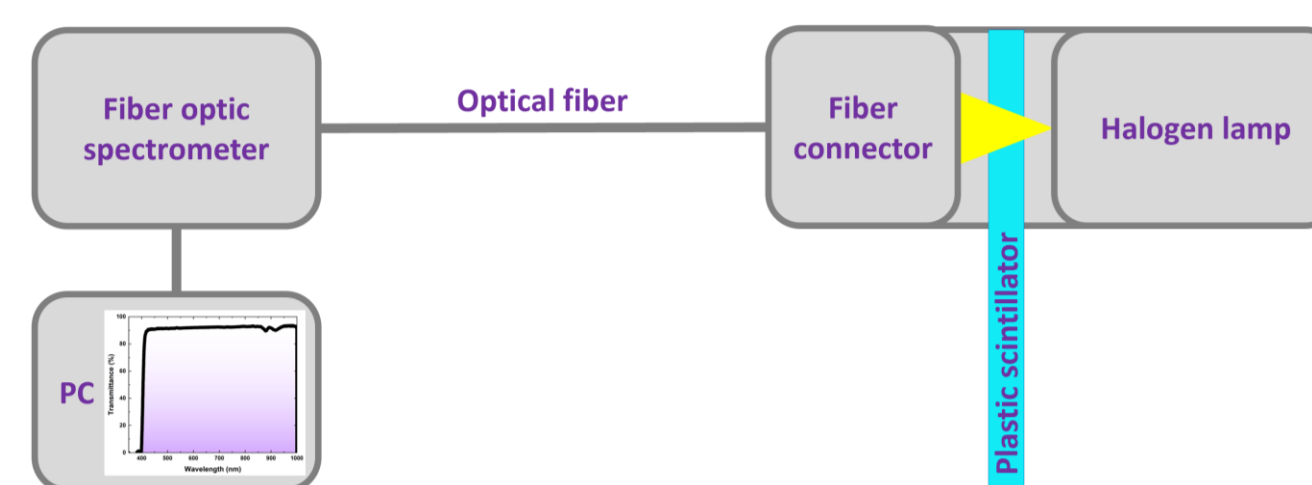 Fiber optic
spectrometer
Optical fiber
Fiber
connector
Halogen lamp
Plastic scintillator
PC
100
80
60
40
20
0
Transmittance (%)
400 500 600 700 800 900 1000
Wavelength (nm)